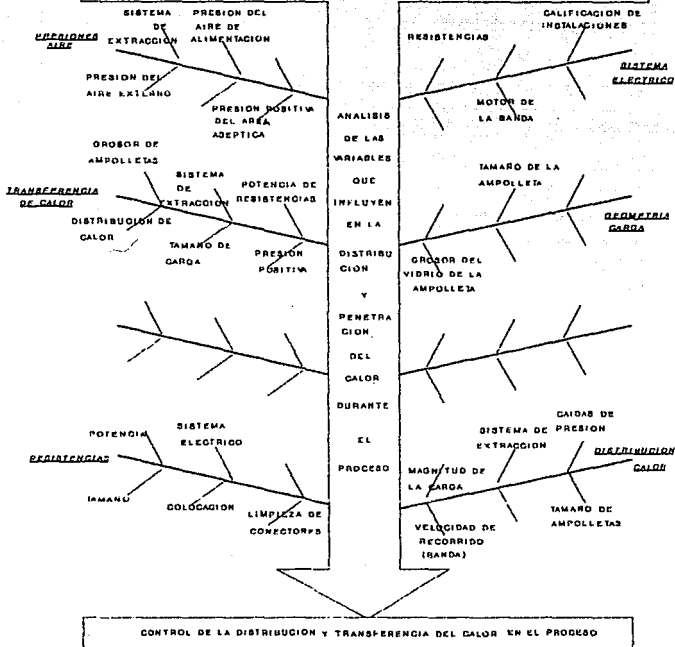 SISTEMA
DE
EXTRACCION
PRESION DEL
AIRE DE
ALIMENTACION
PRESIONES
AIRE
PRESION DEL
AIRE EXTERNO
PRESION POSITIVA
DEL AREA
ASEPTICA
CALIFICACION DE
INSTALACIONES
RESISTENCIAS
SISTEMA
ELECTRICO
MOTOR DE
LA BANDA
ANALISIS
DE LAS
VARIABLES
QUE
INFLUYEN
EN LA
DISTRIBU
CION
Y
PENETRA
CION
DEL
CALOR
DURANTE
EL
PROCESO
GROSOR DE
AMPOLLETAS
SISTEMA
DE
EXTRACCION
POTENCIA DE
RESISTENCIAS
TRANSFERENCIA
DE CALOR
DISTRIBUCION DE
CALOR
TAMAÑO DE
CARGA
PRESION
POSITIVA
TAMAÑO DE LA
AMPOLLETA
GEOMETRIA
CARGA
GROSOR DEL
VIDRIO DE LA
AMPOLLETA
POTENCIA
SISTEMA
ELECTRICO
RESISTENCIAS
TAMAÑO
COLOCACION
LIMPIEZA DE
CONECTORES
MAGNITUD DE
LA CARGA
SISTEMA DE
EXTRACCION
CAIDAS DE
PRESION
DISTRIBUCION
CALOR
VELOCIDAD DE
RECORRIDO
(BANDA)
TAMAÑO DE
AMPOLLETAS
CONTROL DE LA DISTRIBUCION Y TRANSFERENCIA DEL CALOR EN EL PROCESO